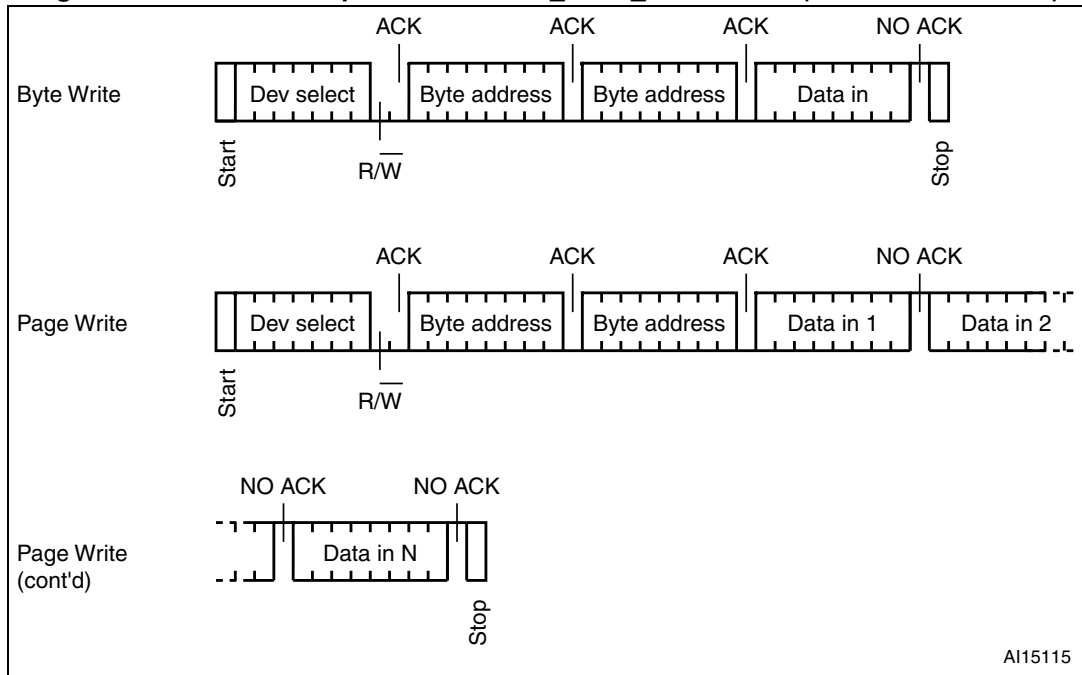 ACK ACK ACK NO ACK
Byte Write Dev select Byte address Byte address Data in
Start R/W Stop
ACK ACK ACK NO ACK
Page Write Dev select Byte address Byte address Data in 1 Data in 2
Start R/W
NO ACK NO ACK
Page Write
(cont'd)
Data in N
Stop
AI15115